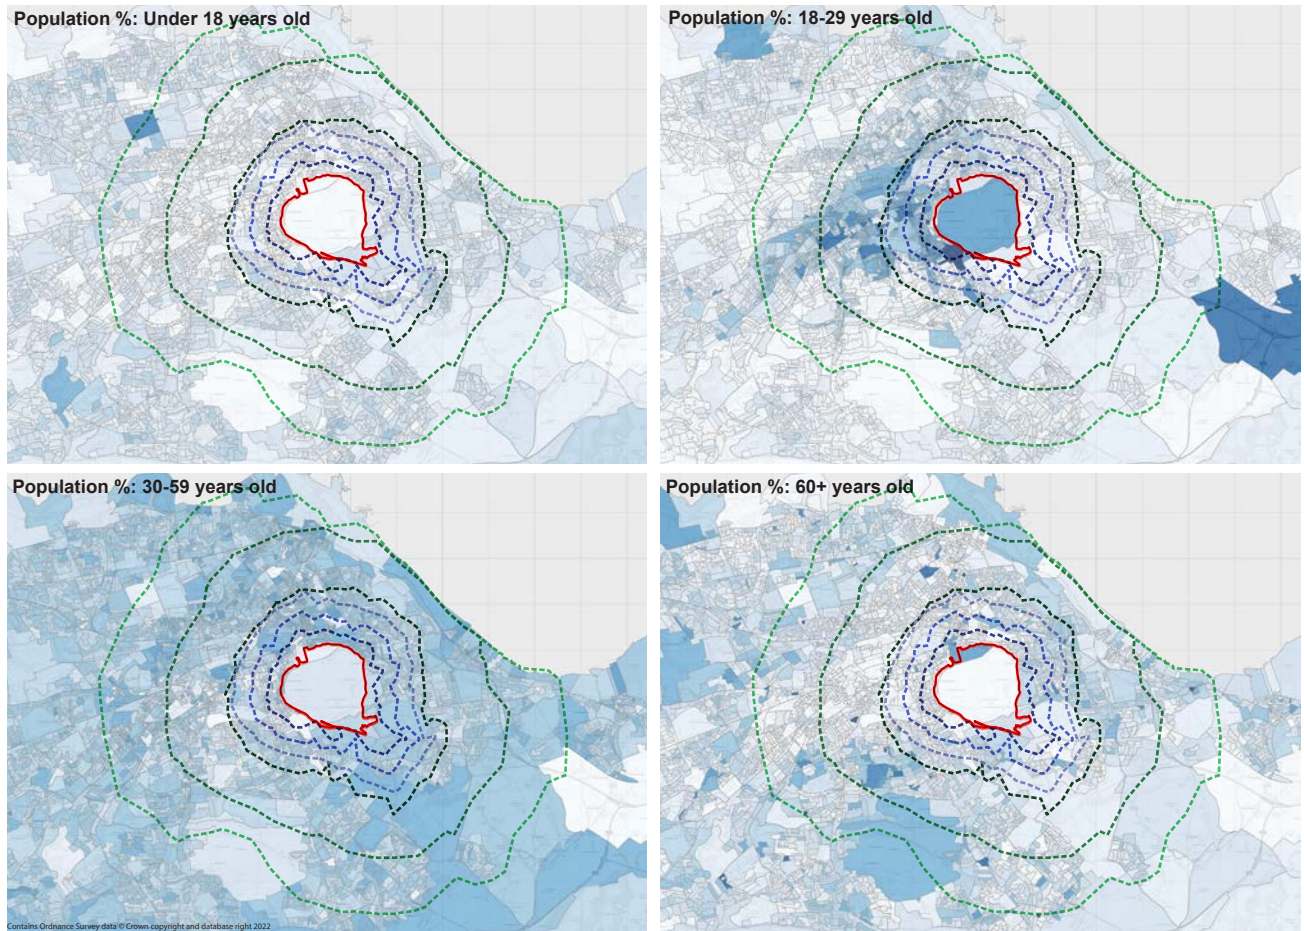 Population %: Under 18 years old
Population %: 18-29 years old
Population %: 30-59 years old
Population %: 60+ years old
Contains Ordnance Survey data © Crown copyright and database right 2022